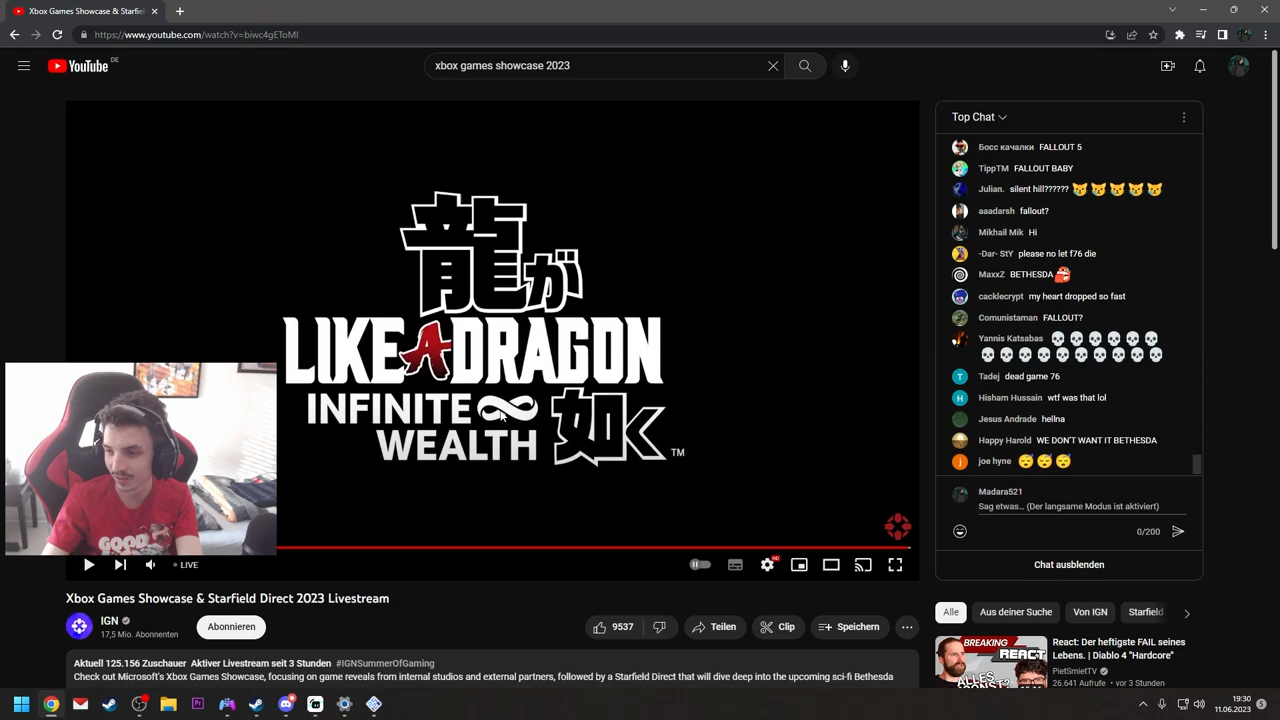 Xbox Games Showcase & Starfiel
https://www.youtube.com/watch?v=biwc4gEToMI
YouTube DE
xbox games showcase 2023
龍が
LIKE A DRAGON
INFINITE
WEALTH
如く
TM
GOOD
LIVE
HD
Xbox Games Showcase & Starfield Direct 2023 Livestream
IGN
17,5 Mio. Abonnenten
Abonnieren
9537
Teilen
Clip
Speichern
Aktuell 125.156 Zuschauer Aktiver Livestream seit 3 Stunden #IGNSummerOfGaming
Check out Microsoft's Xbox Games Showcase, focusing on game reveals from internal studios and external partners, followed by a Starfield Direct that will dive deep into the upcoming sci-fi Bethesda
Top Chat
Босс качалки FALLOUT 5
TippTM FALLOUT BABY
Julian. silent hill??????
aaadarsh fallout?
Mikhail Mik Hi
-Dar- StY please no let f76 die
MaxxZ BETHESDA
cacklecrypt my heart dropped so fast
Comunistaman FALLOUT?
Yannis Katsabas
Tadej dead game 76
Hisham Hussain wtf was that lol
Jesus Andrade hellna
Happy Harold WE DON'T WANT IT BETHESDA
joe hyne
Madara521
Sag etwas... (Der langsame Modus ist aktiviert)
0/200
Chat ausblenden
Alle
Aus deiner Suche
Von IGN
Starfield
BREAKING
REACT
ALLES
React: Der heftigste FAIL seines
Lebens. | Diablo 4 "Hardcore"
PietSmietTV
26.641 Aufrufe • vor 3 Stunden
19:30
11.06.2023